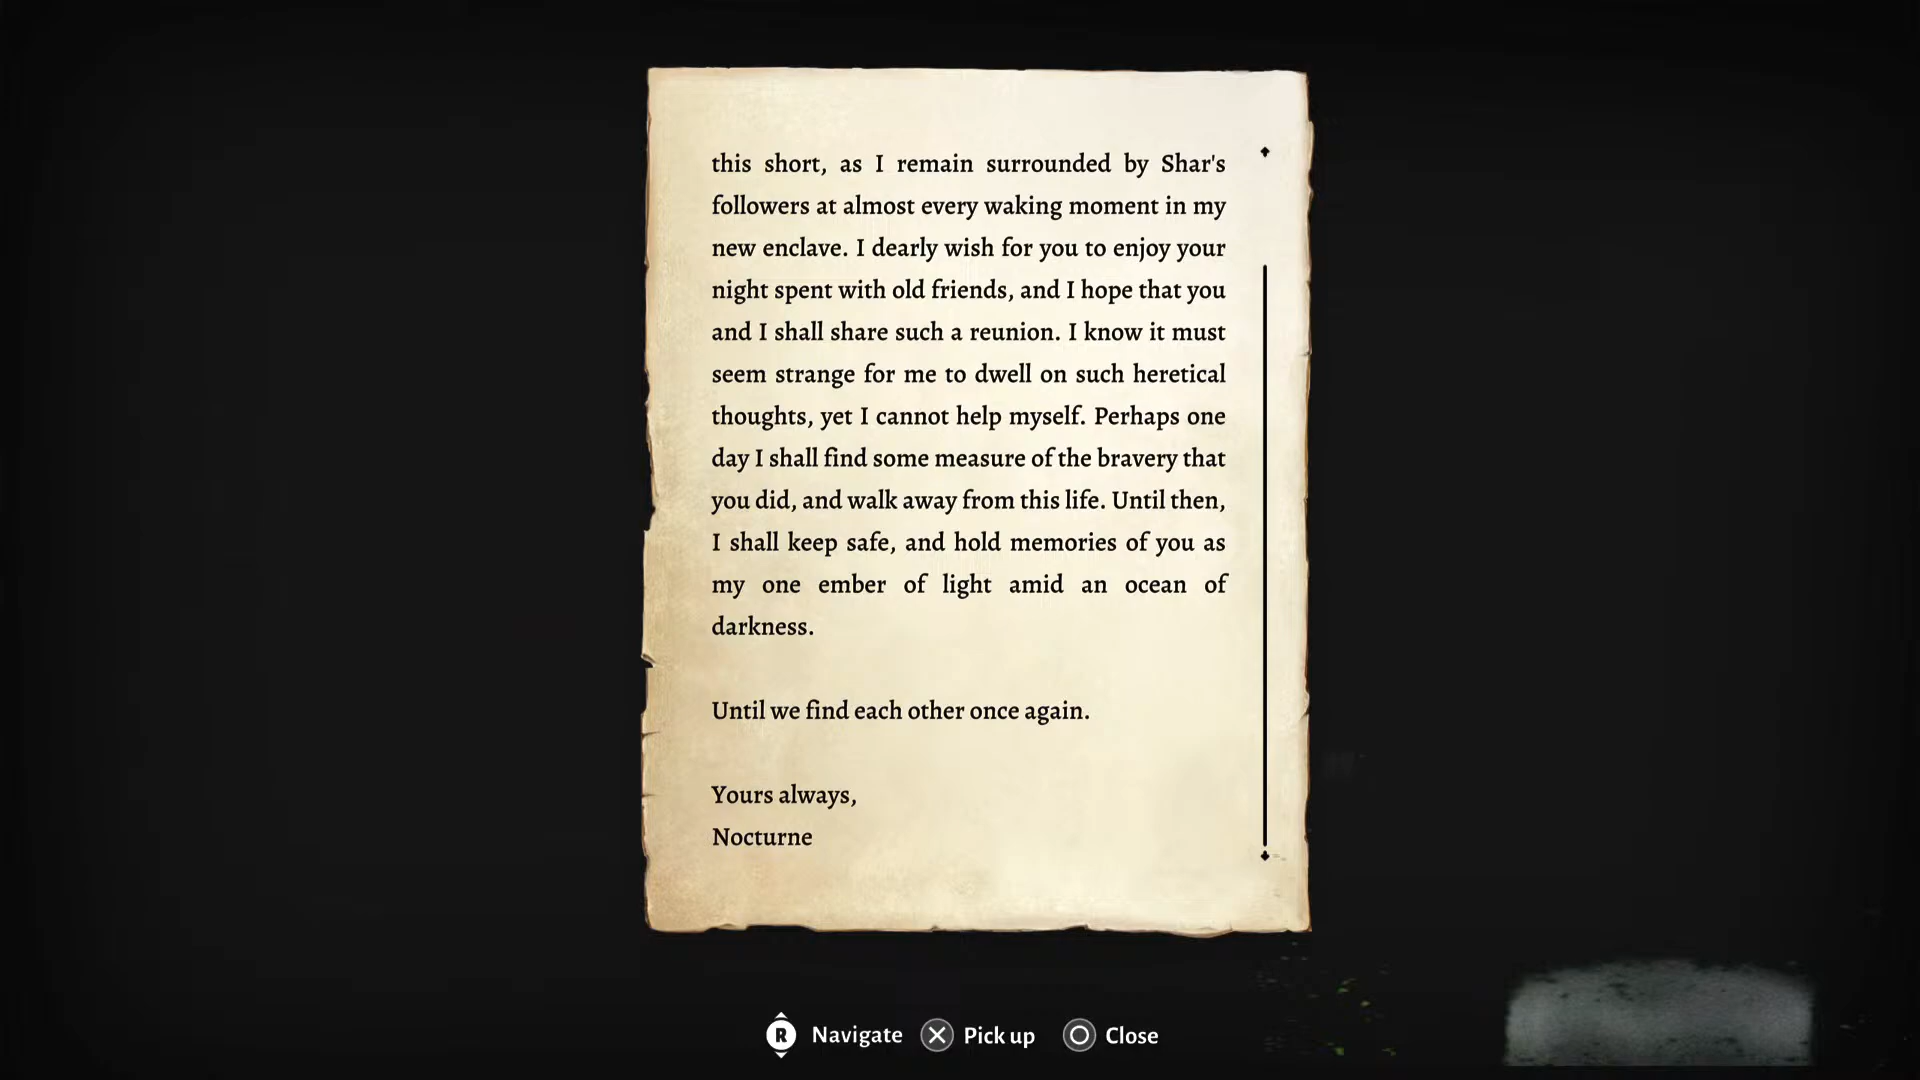 this short, as I remain surrounded by Shar's
followers at almost every waking moment in my
new enclave. I dearly wish for you to enjoy your
night spent with old friends, and I hope that you
and I shall share such a reunion. I know it must
seem strange for me to dwell on such heretical
thoughts, yet I cannot help myself. Perhaps one
day I shall find some measure of the bravery that
you did, and walk away from this life. Until then,
I shall keep safe, and hold memories of you as
my one ember of light amid an ocean of
darkness.
Until we find each other once again.
Yours always,
Nocturne
R Navigate Pick up Close